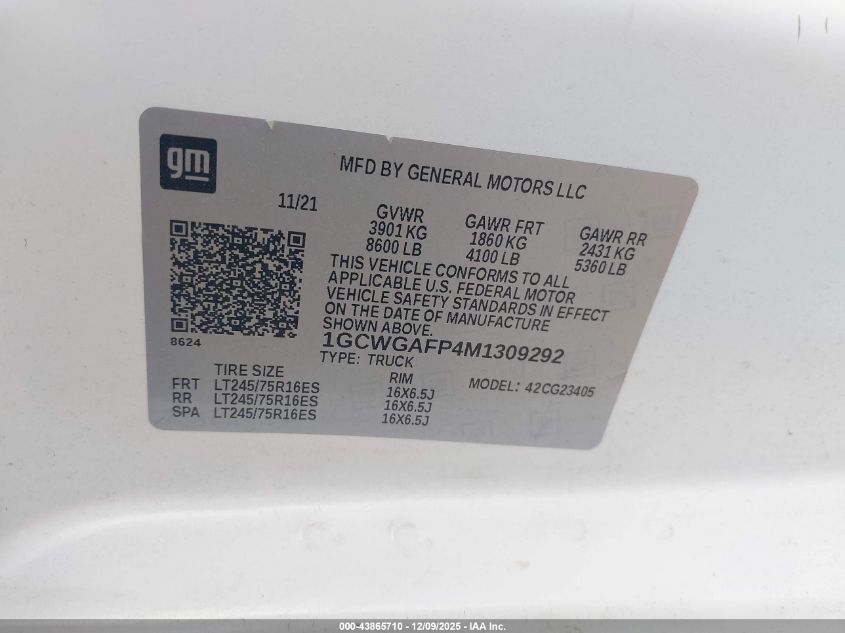 gm
MFD BY GENERAL MOTORS LLC
11/21
GVWR GAWR FRT GAWR RR
3901 KG 1860 KG 2431 KG
8600 LB 4100 LB 5360 LB
THIS VEHICLE CONFORMS TO ALL
APPLICABLE U.S. FEDERAL MOTOR
VEHICLE SAFETY STANDARDS IN EFFECT
ON THE DATE OF MANUFACTURE
SHOWN ABOVE.
8624
1GCWGAFP4M1309292
TYPE: TRUCK
MODEL: 42CG23405
TIRE SIZE RIM
FRT LT245/75R16ES 16X6.5J
RR LT245/75R16ES 16X6.5J
SPA LT245/75R16ES 16X6.5J
000-43865710 - 12/09/2025 - IAA Inc.